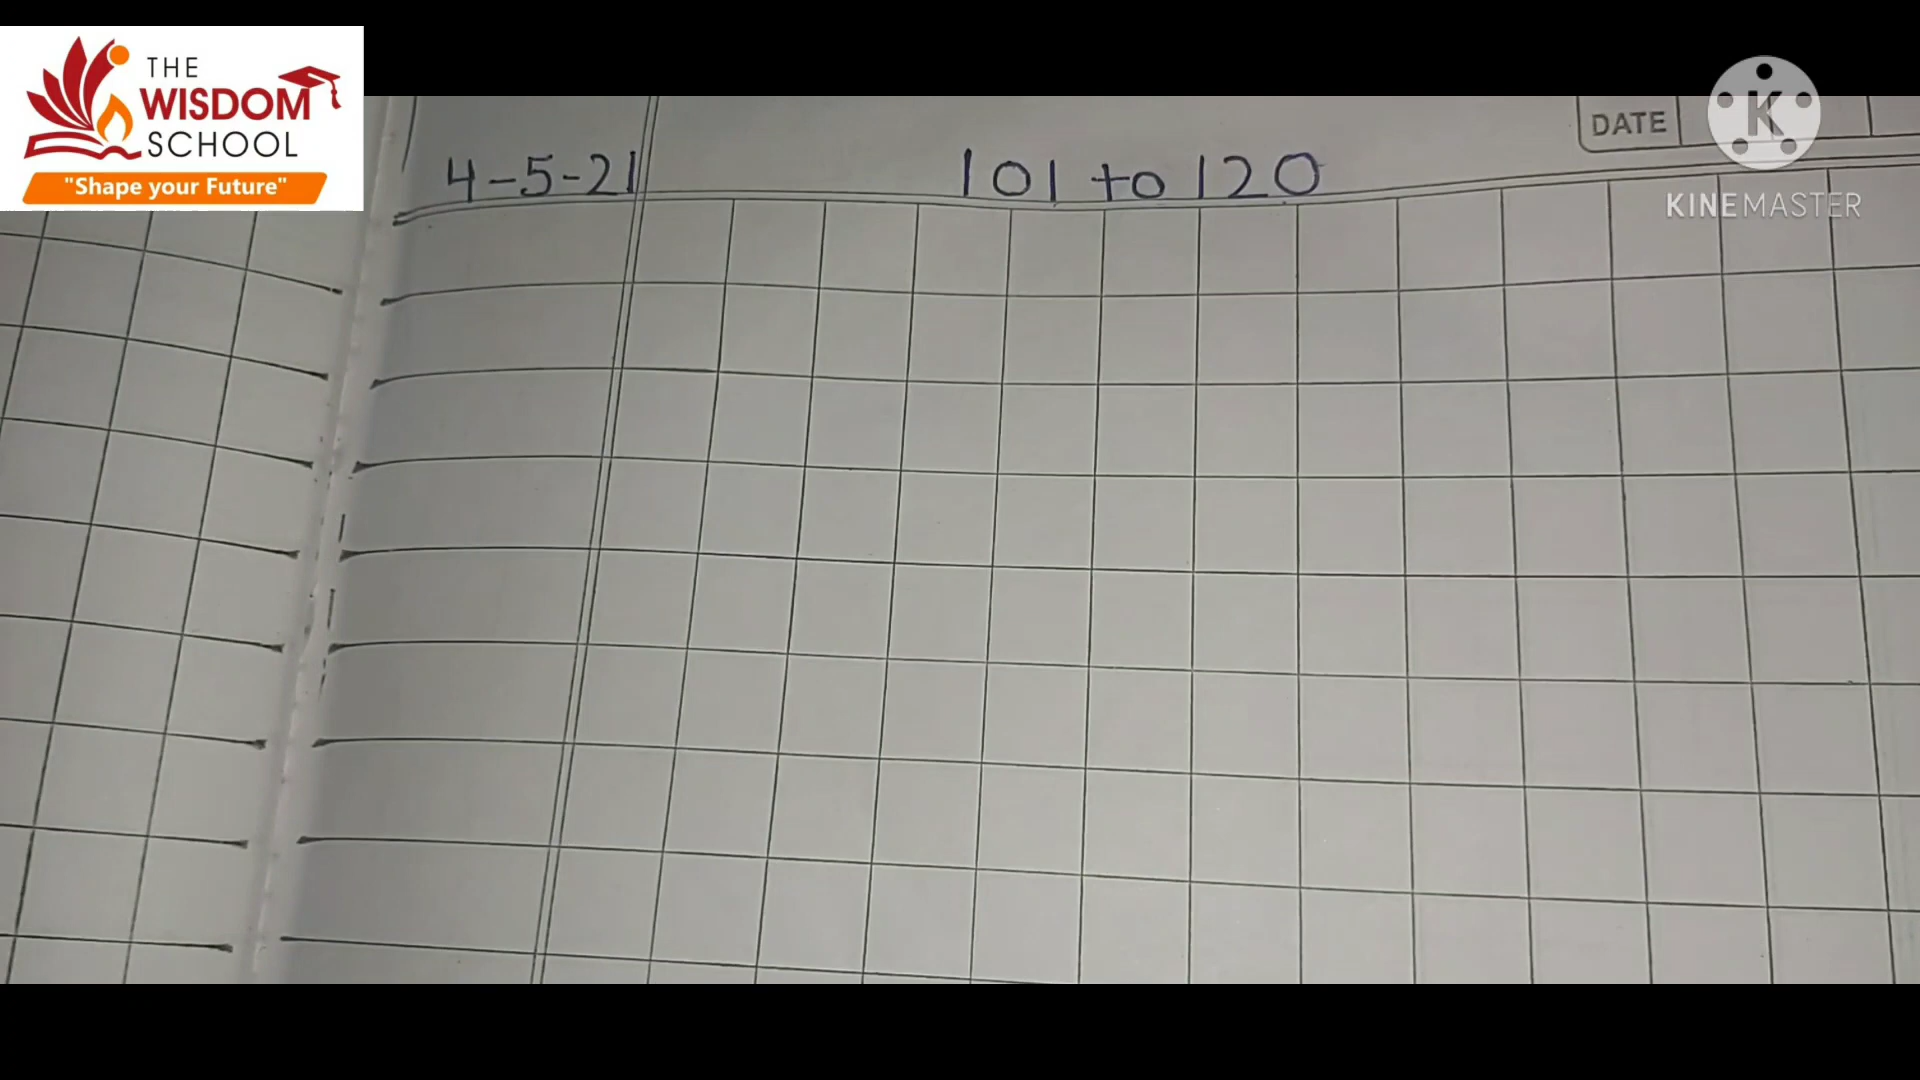 THE
WISDOM
SCHOOL
"Shape your Future"
DATE
K
KINEMASTER
4-5-21
101 to 120